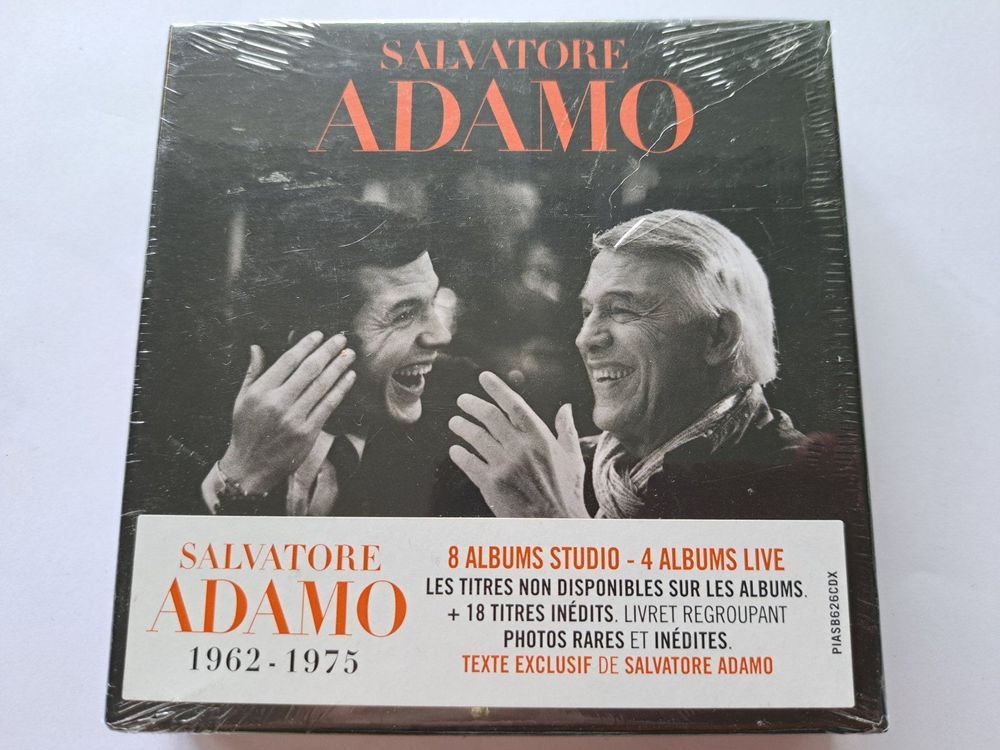 SALVATORE
ADAMO
SALVATORE
ADAMO
1962 - 1975
8 ALBUMS STUDIO - 4 ALBUMS LIVE
LES TITRES NON DISPONIBLES SUR LES ALBUMS.
+ 18 TITRES INÉDITS. LIVRET REGROUPANT
PHOTOS RARES ET INÉDITES.
TEXTE EXCLUSIF DE SALVATORE ADAMO
PIASB626CDX